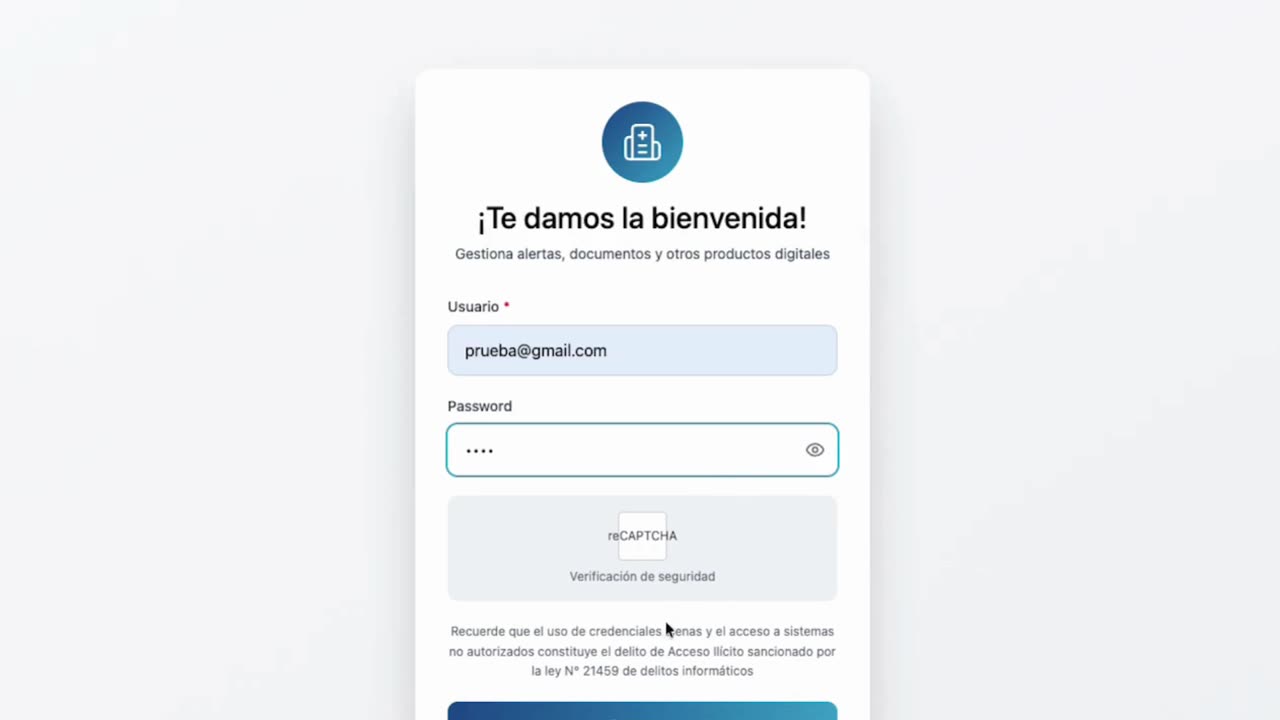 ¡Te damos la bienvenida!
Gestiona alertas, documentos y otros productos digitales
Usuario *
prueba@gmail.com
Password
••••
reCAPTCHA
Verificación de seguridad
Recuerde que el uso de credenciales ajenas y el acceso a sistemas
no autorizados constituye el delito de Acceso Ilícito sancionado por
la ley N° 21459 de delitos informáticos